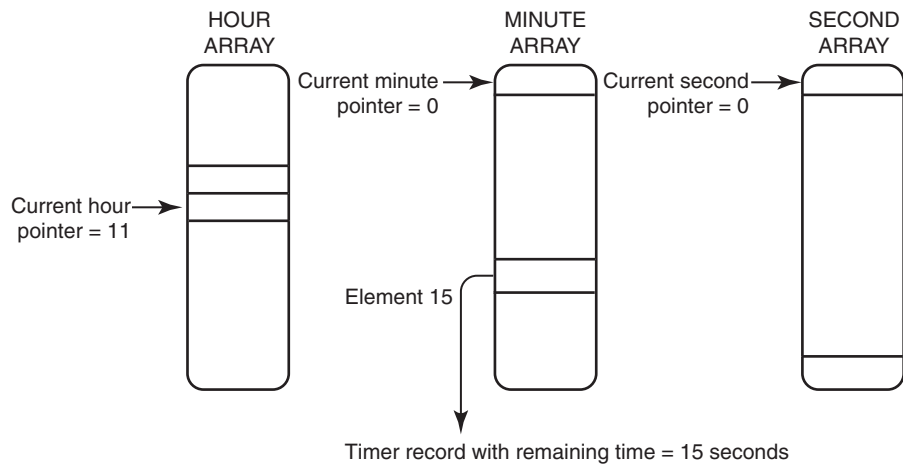 HOUR
ARRAY
MINUTE
ARRAY
SECOND
ARRAY
Current minute
pointer = 0
Current second
pointer = 0
Current hour
pointer = 11
Element 15
Timer record with remaining time = 15 seconds